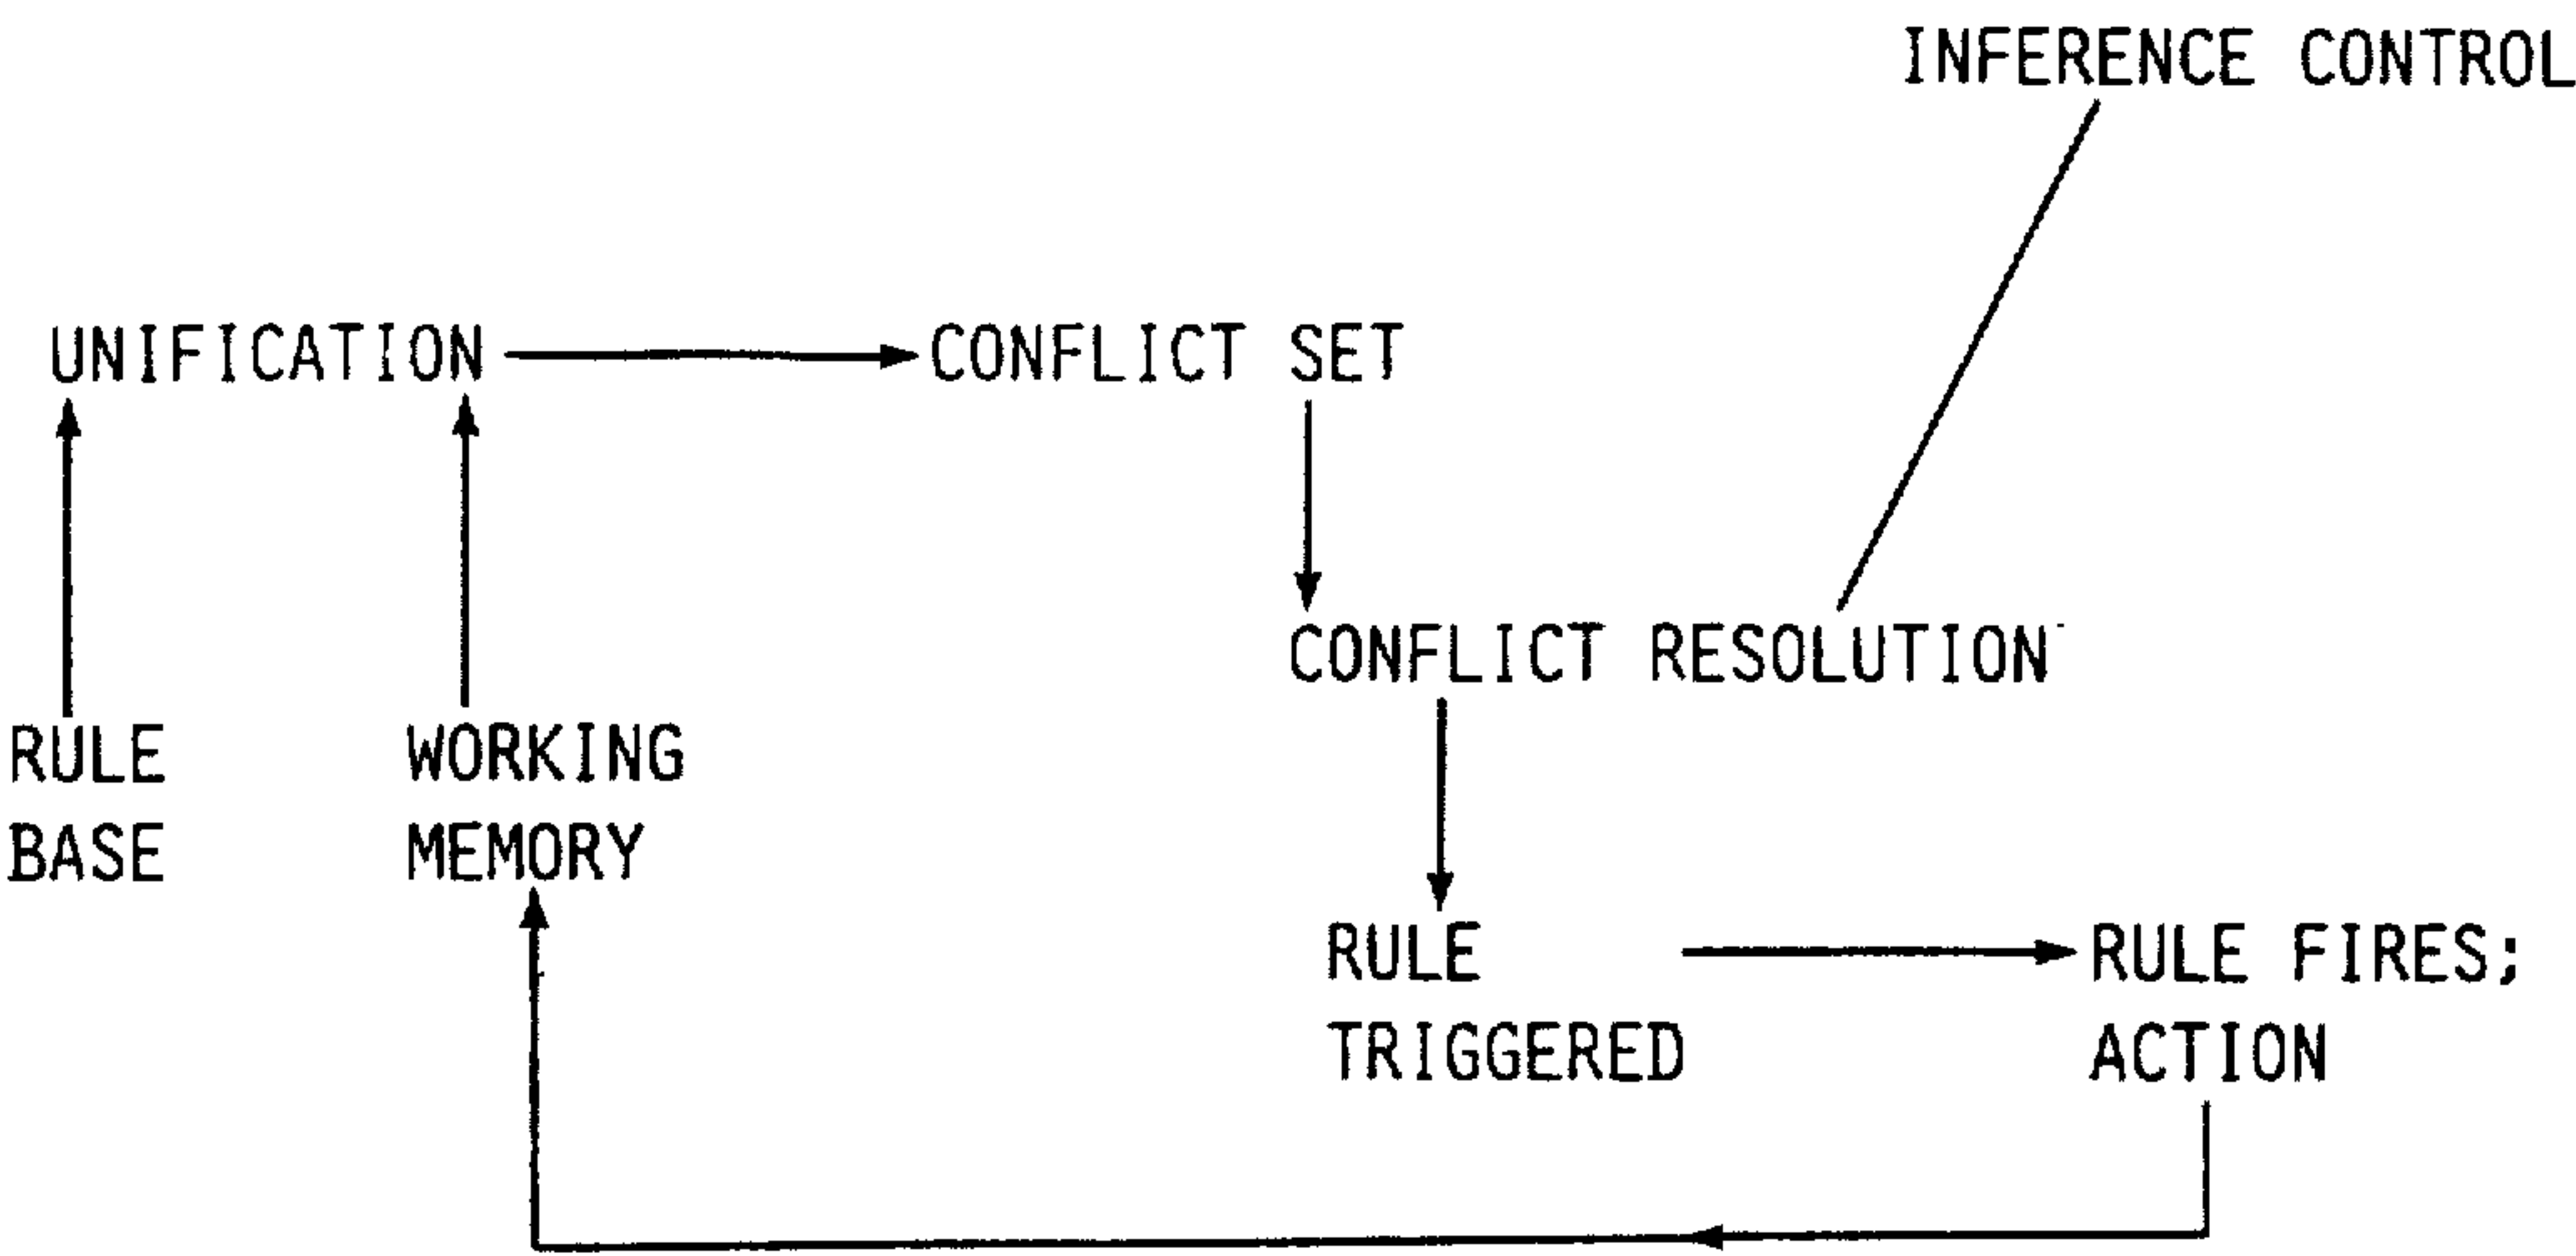 INFERENCE CONTROL
UNIFICATION
CONFLICT SET
CONFLICT RESOLUTION
RULE
BASE
WORKING
MEMORY
RULE
TRIGGERED
RULE FIRES;
ACTION